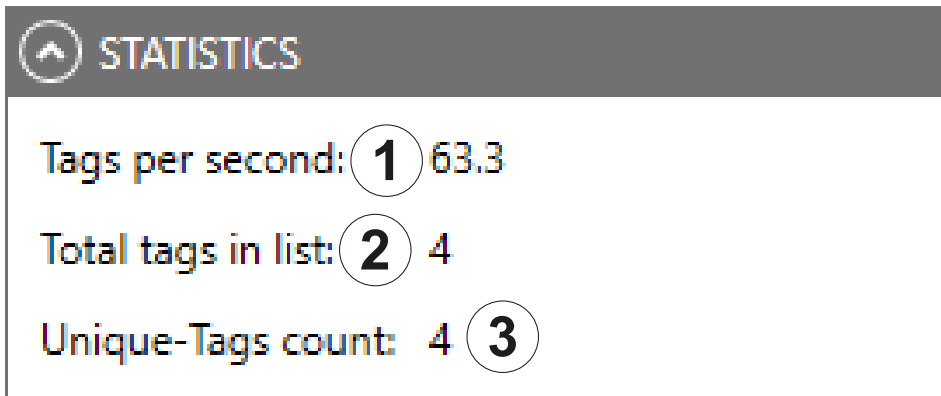 STATISTICS
Tags per second: 1 63.3
Total tags in list: 2 4
Unique-Tags count: 4 3